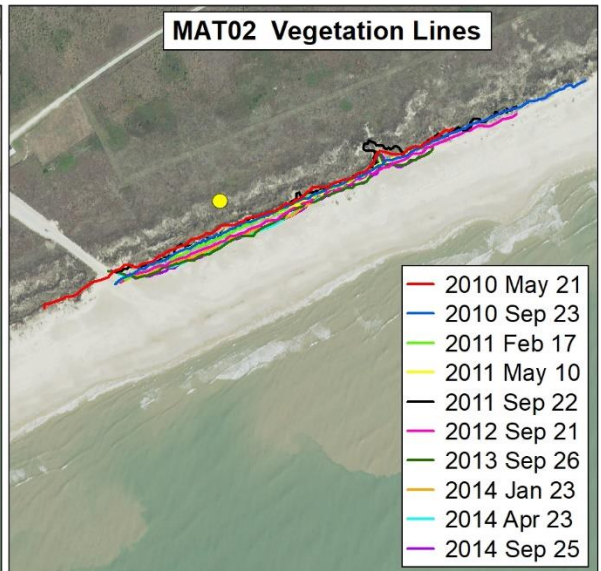 MAT02 Vegetation Lines
2010 May 21
2010 Sep 23
2011 Feb 17
2011 May 10
2011 Sep 22
2012 Sep 21
2013 Sep 26
2014 Jan 23
2014 Apr 23
2014 Sep 25